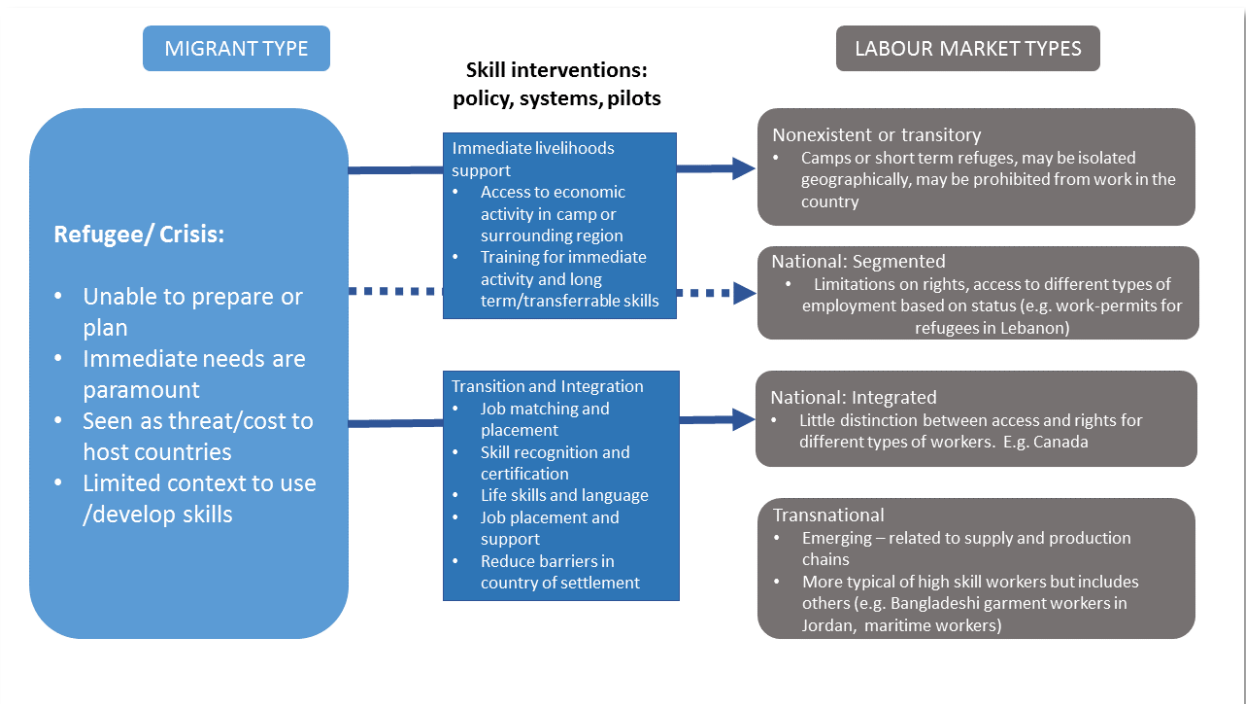 MIGRANT TYPE
LABOUR MARKET TYPES
Skill interventions:
policy, systems, pilots
Refugee/ Crisis:
• Unable to prepare or
plan
• Immediate needs are
paramount
• Seen as threat/cost to
host countries
• Limited context to use
/develop skills
Immediate livelihoods
support
• Access to economic
activity in camp or
surrounding region
• Training for immediate
activity and long
term/transferrable skills
Transition and Integration
• Job matching and
placement
• Skill recognition and
certification
• Life skills and language
• Job placement and
support
• Reduce barriers in
country of settlement
Nonexistent or transitory
• Camps or short term refuges, may be isolated
geographically, may be prohibited from work in the
country
National: Segmented
• Limitations on rights, access to different types of
employment based on status (e.g. work-permits for
refugees in Lebanon)
National: Integrated
• Little distinction between access and rights for
different types of workers. E.g. Canada
Transnational
• Emerging – related to supply and production
chains
• More typical of high skill workers but includes
others (e.g. Bangladeshi garment workers in
Jordan, maritime workers)